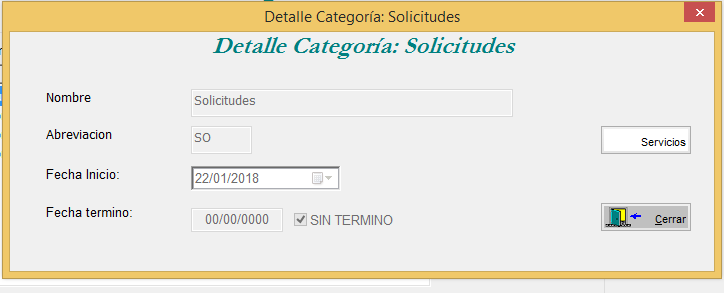 Detalle Categoría: Solicitudes
Detalle Categoría: Solicitudes
Nombre
Solicitudes
Abreviacion
SO
Servicios
Fecha Inicio:
22/01/2018
Fecha termino:
00/00/0000
SIN TERMINO
Cerrar